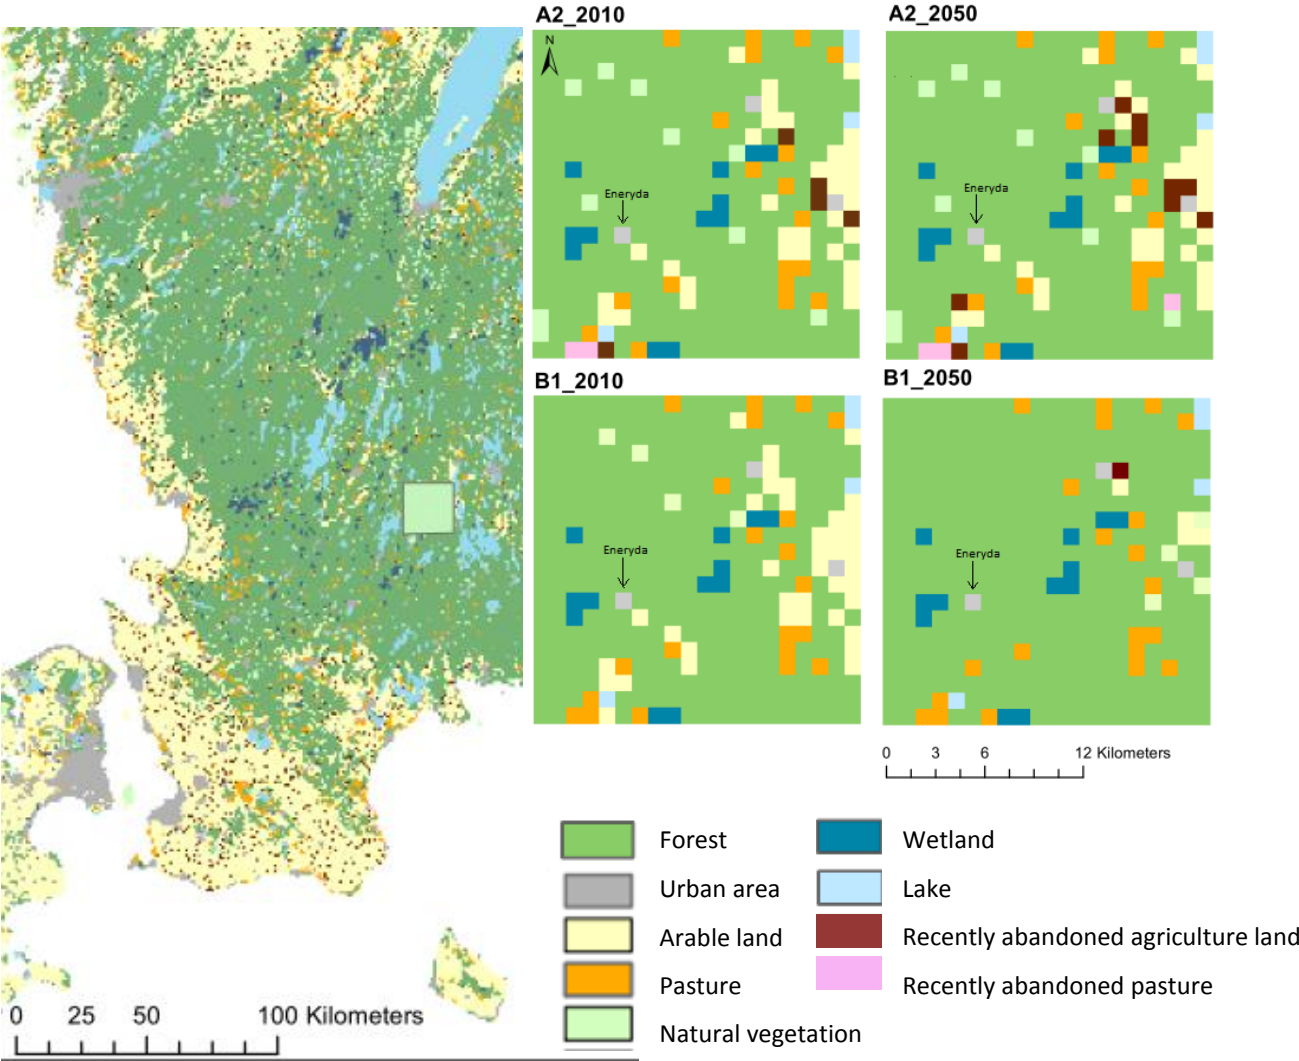 A2_2010
A2_2050
N
Eneryda
Eneryda
B1_2010
B1_2050
Eneryda
Eneryda
0 3 6 12 Kilometers
Forest
Wetland
Urban area
Lake
Arable land
Recently abandoned agriculture land
Pasture
Recently abandoned pasture
Natural vegetation
0 25 50 100 Kilometers